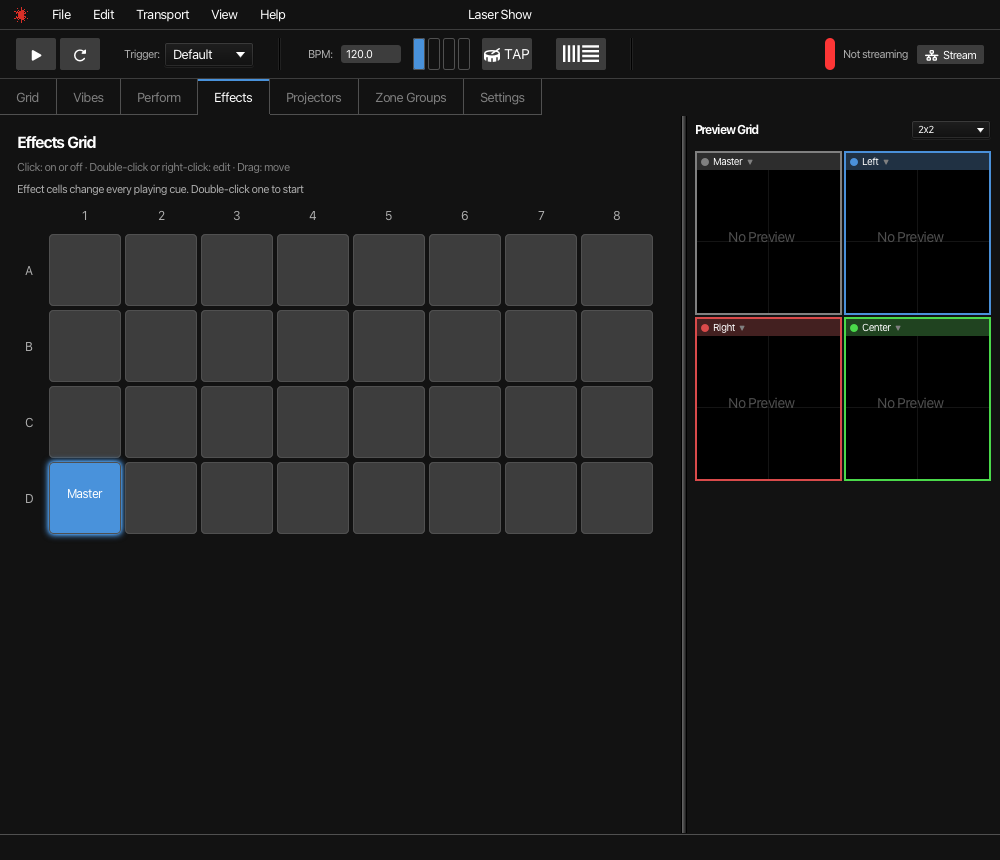 File Edit Transport View Help Laser Show
Trigger: Default BPM: 120.0 TAP Not streaming Stream
Grid Vibes Perform Effects Projectors Zone Groups Settings
Effects Grid
Click: on or off · Double-click or right-click: edit · Drag: move
Effect cells change every playing cue. Double-click one to start
1 2 3 4 5 6 7 8
A
B
C
D Master
Preview Grid 2x2
Master Left
No Preview No Preview
Right Center
No Preview No Preview